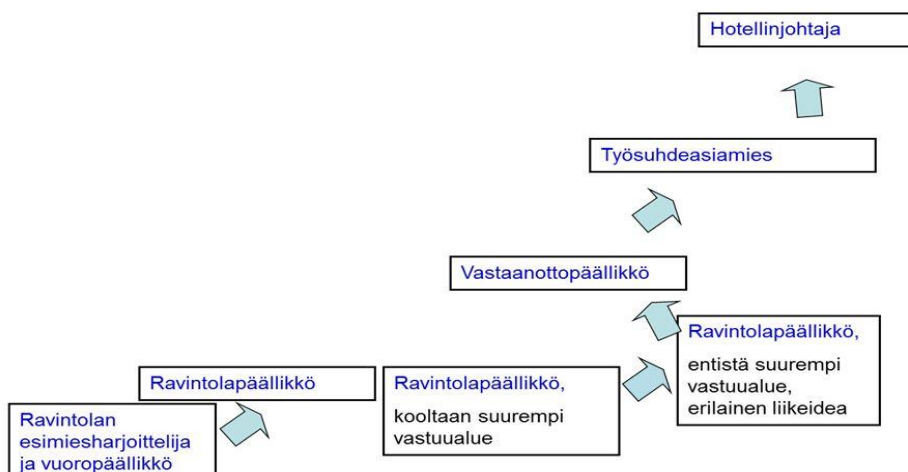 Hotellinjohtaja
Työsuhdeasiamies
Vastaanottopäällikkö
Ravintolapäällikkö,
entistä suurempi
vastuualue,
erilainen liikeidea
Ravintolapäällikkö
Ravintolapäällikkö,
kooltaan suurempi
vastuualue
Ravintolan
esimiesharjoittelija
ja vuoropäällikkö